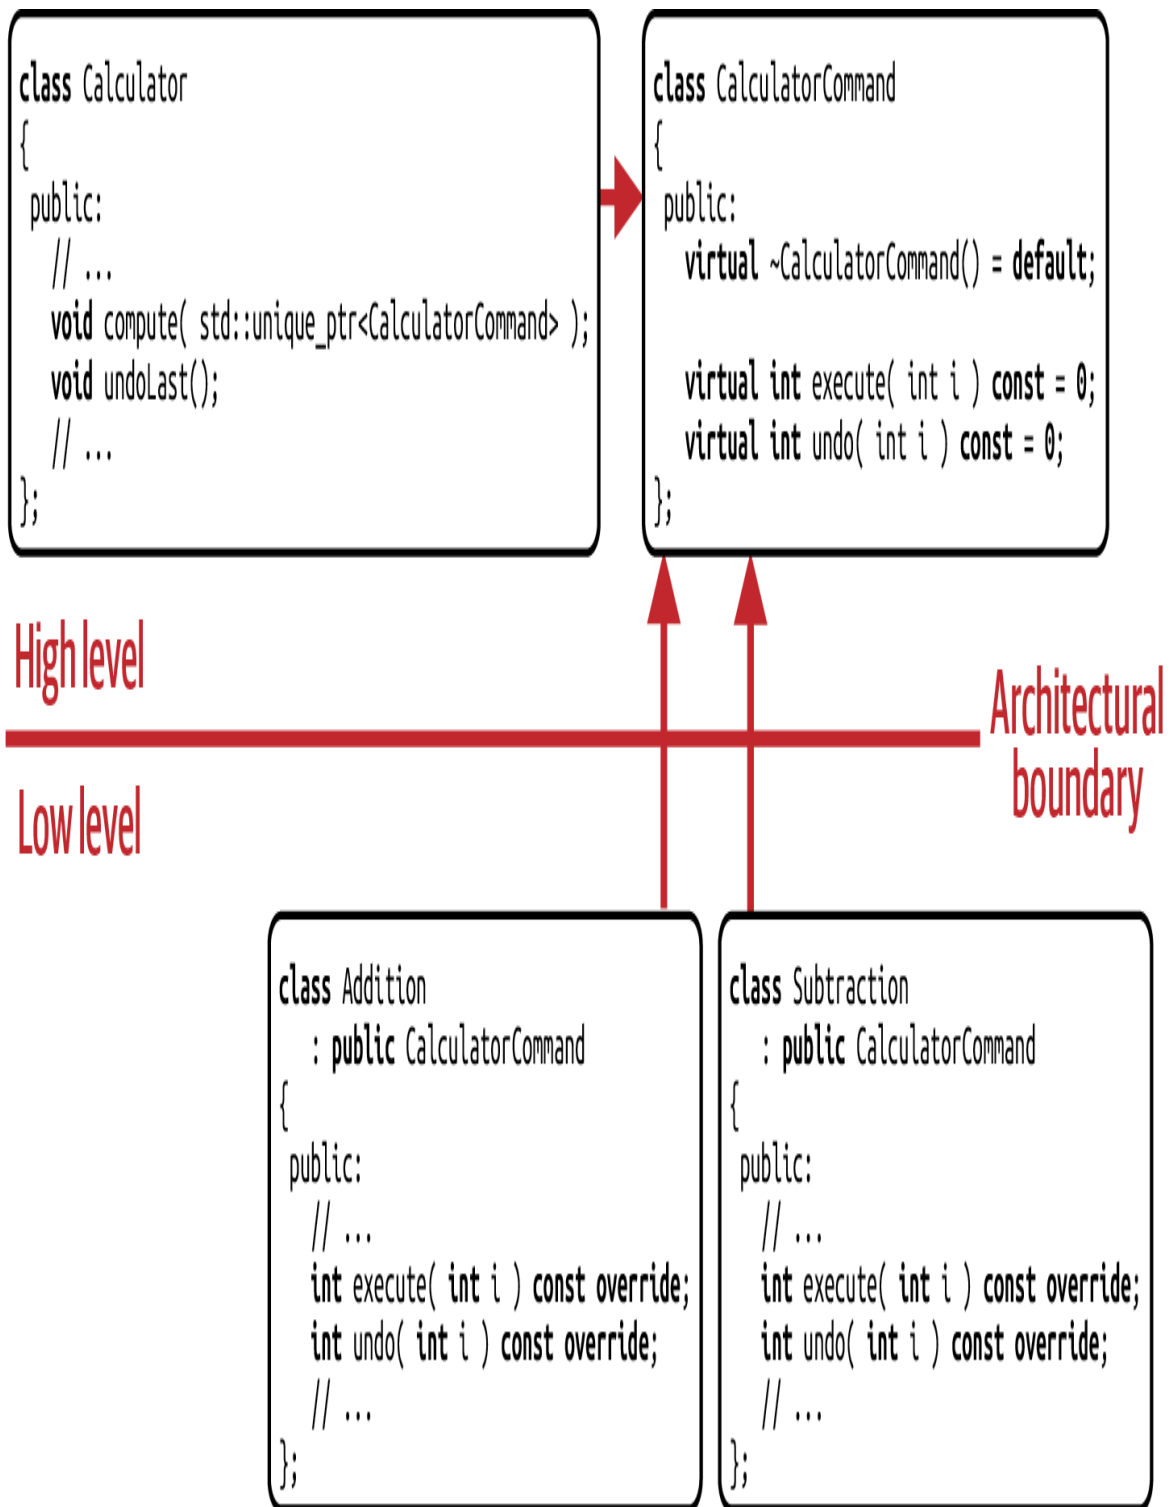 class Calculator
{
public:
// ...
void compute( std::unique_ptr<CalculatorCommand> );
void undoLast();
// ...
};
class CalculatorCommand
{
public:
virtual ~CalculatorCommand() = default;
virtual int execute( int i ) const = 0;
virtual int undo( int i ) const = 0;
};
High level
Architectural
boundary
Low level
class Addition
: public CalculatorCommand
{
public:
// ...
int execute( int i ) const override;
int undo( int i ) const override;
// ...
};
class Subtraction
: public CalculatorCommand
{
public:
// ...
int execute( int i ) const override;
int undo( int i ) const override;
// ...
};